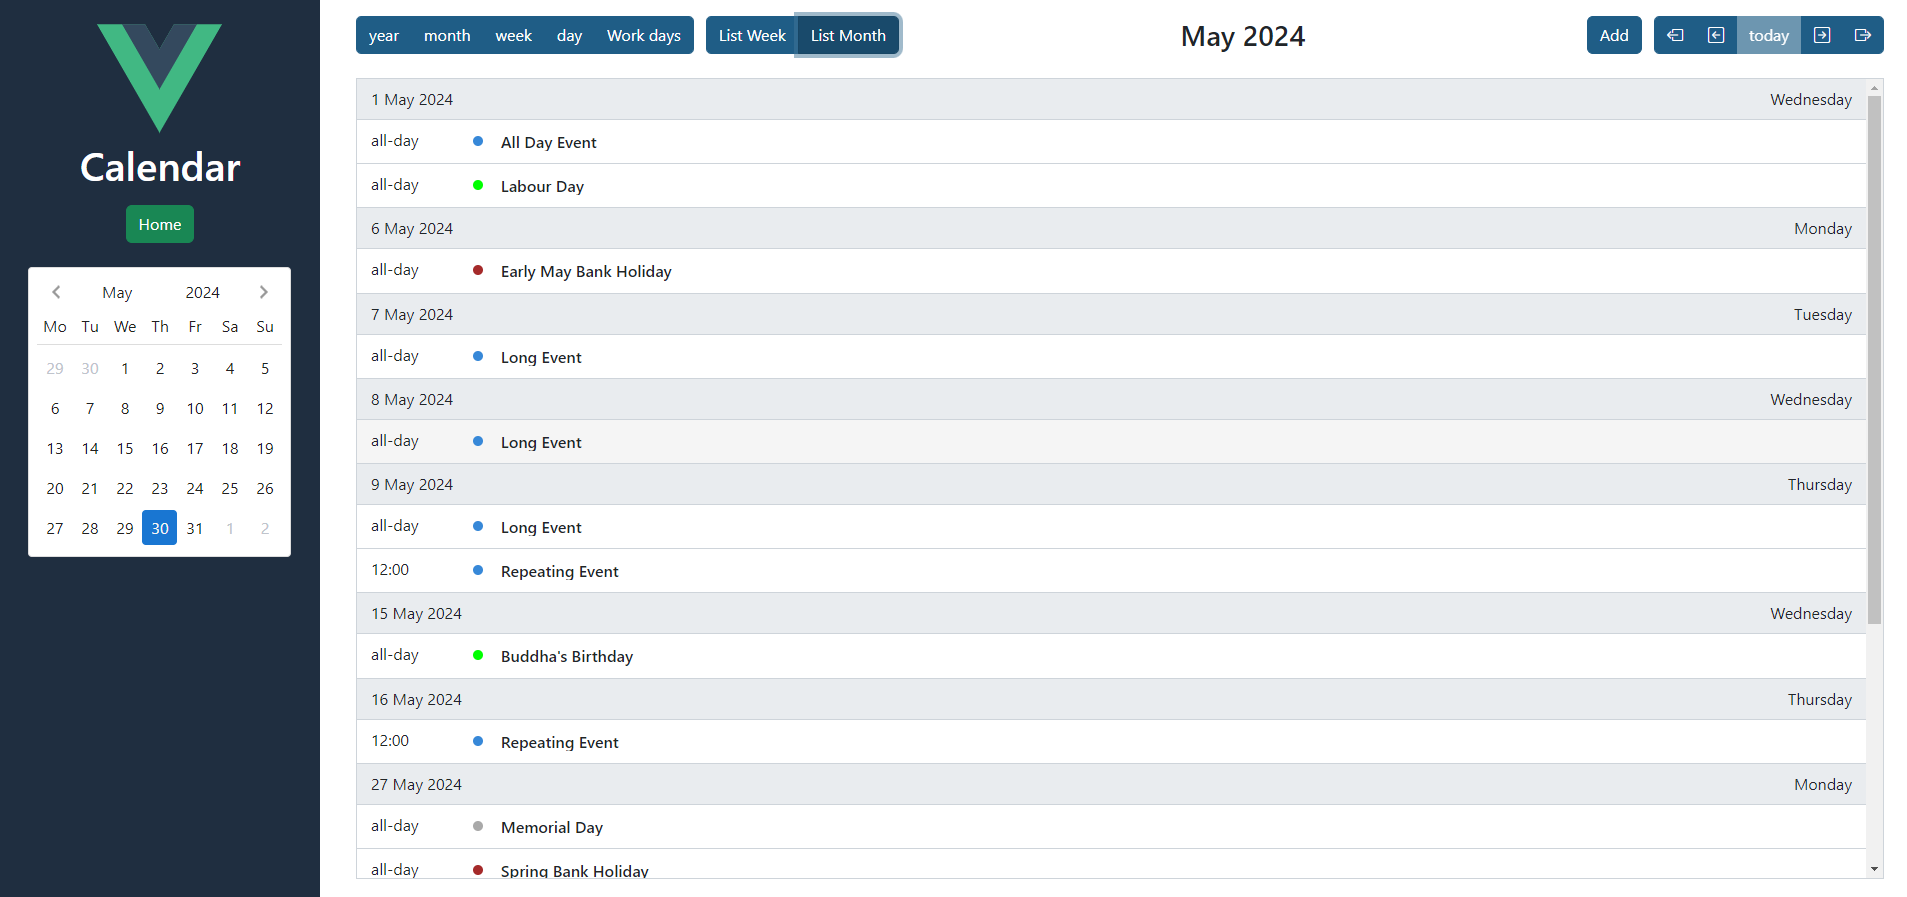 Calendar
Home
May 2024
Mo Tu We Th Fr Sa Su
29 30 1 2 3 4 5
6 7 8 9 10 11 12
13 14 15 16 17 18 19
20 21 22 23 24 25 26
27 28 29 30 31 1 2
year month week day Work days List Week List Month
May 2024
Add today
1 May 2024 Wednesday
all-day All Day Event
all-day Labour Day
6 May 2024 Monday
all-day Early May Bank Holiday
7 May 2024 Tuesday
all-day Long Event
8 May 2024 Wednesday
all-day Long Event
9 May 2024 Thursday
all-day Long Event
12:00 Repeating Event
15 May 2024 Wednesday
all-day Buddha's Birthday
16 May 2024 Thursday
12:00 Repeating Event
27 May 2024 Monday
all-day Memorial Day
all-day Spring Bank Holiday